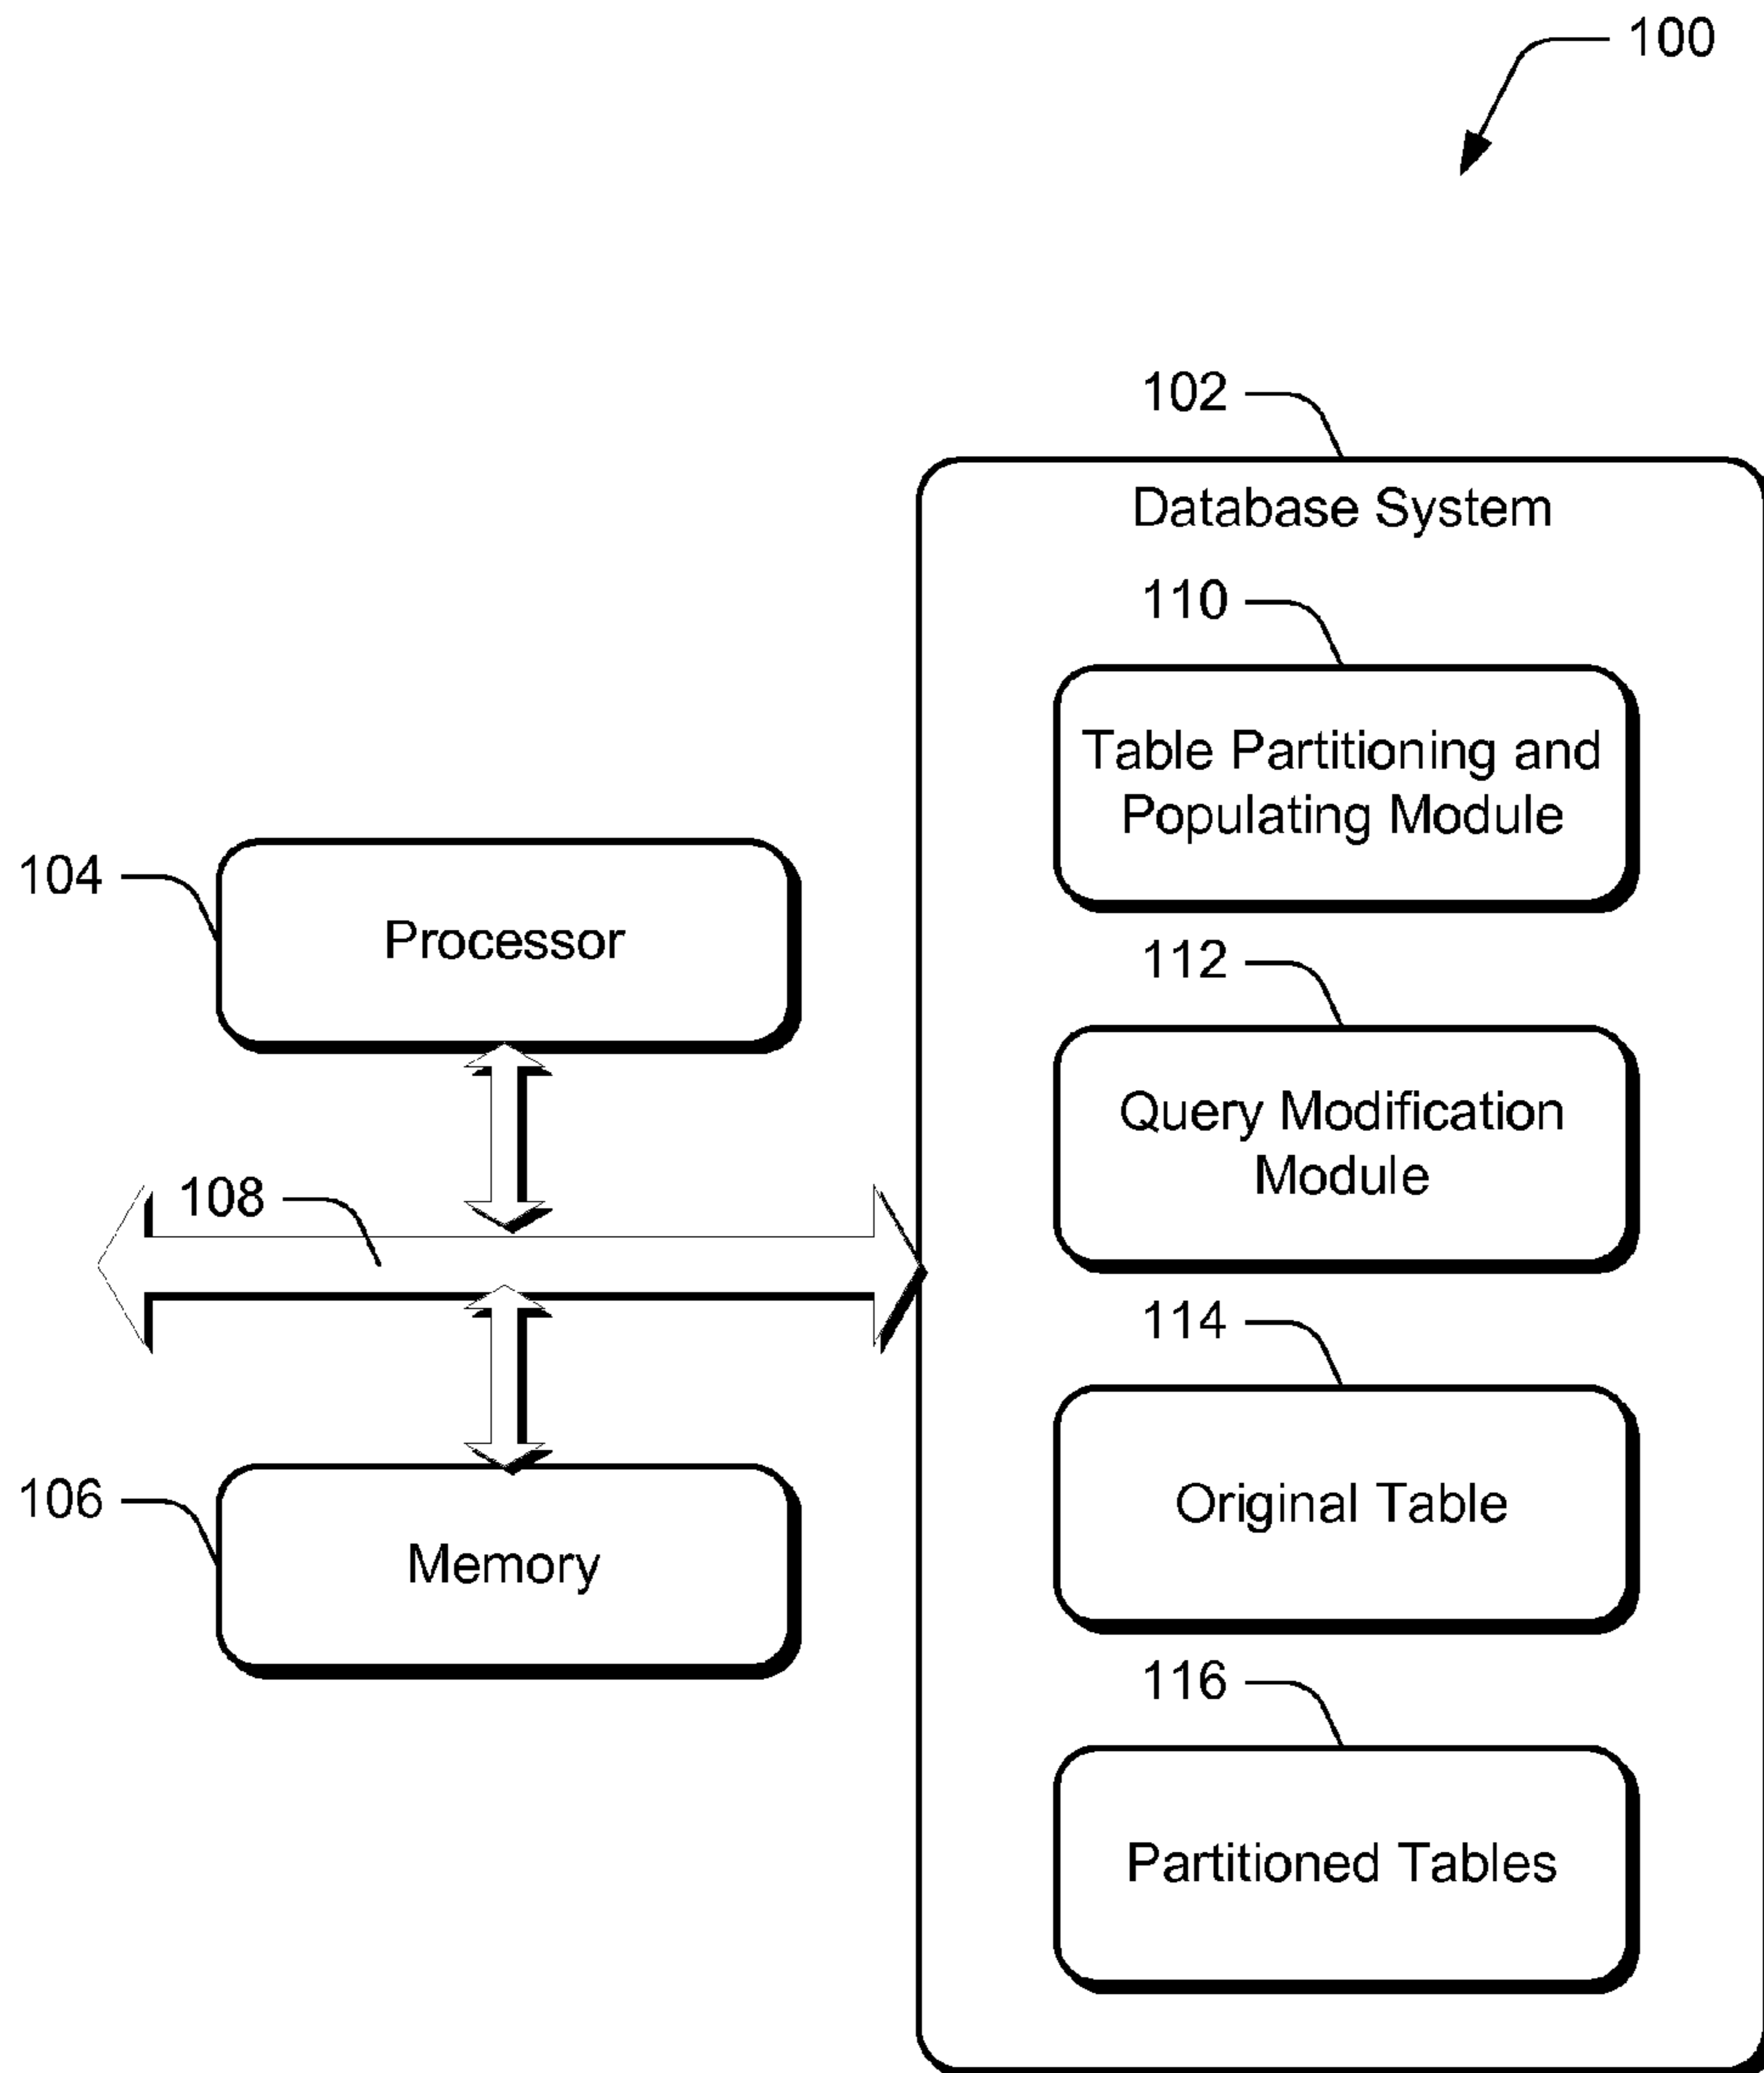 100
102
Database System
110
Table Partitioning and
Populating Module
104
Processor
112
Query Modification
Module
108
114
Original Table
106
Memory
116
Partitioned Tables